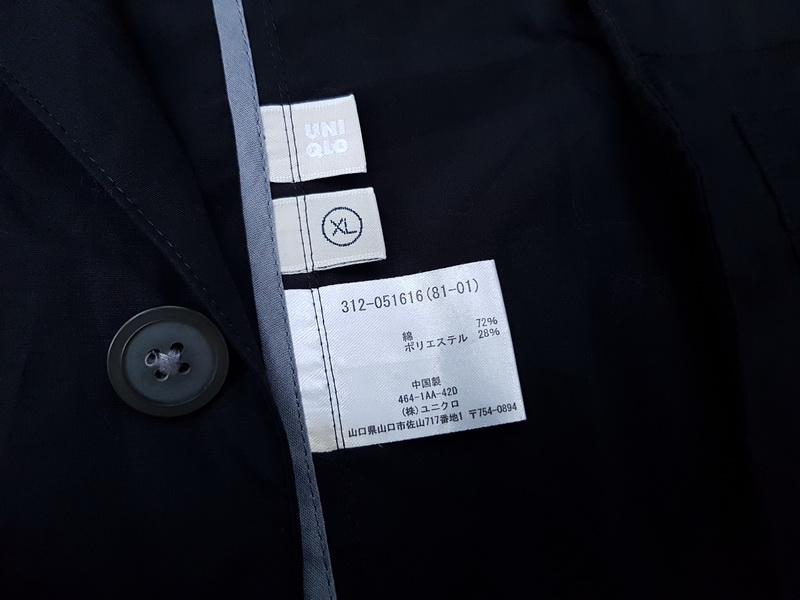 UNI
QLO
XL
312-051616(81-01)
綿 72%
ポリエステル 28%
中国製
464-1AA-42D
(株)ユニクロ
山口県山口市佐山717番地1 〒754-0894